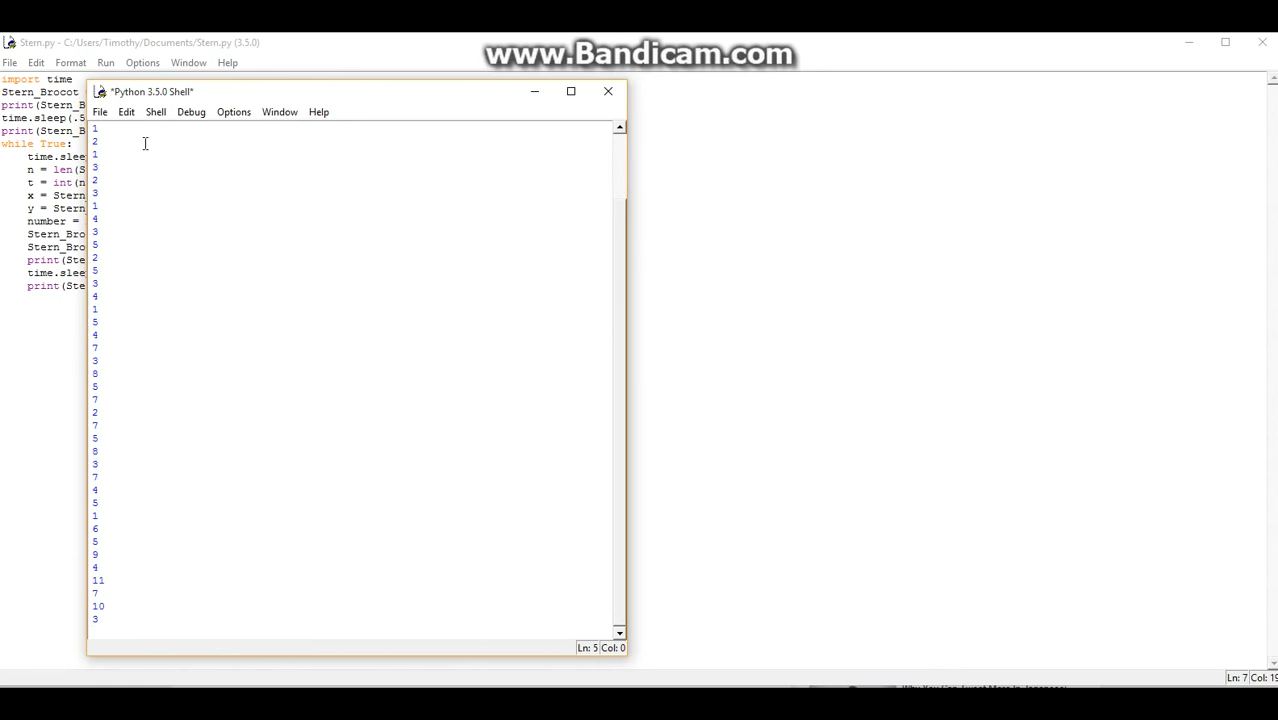 www.Bandicam.com
Stern.py - C:/Users/Timothy/Documents/Stern.py (3.5.0)
File Edit Format Run Options Window Help
import time
Stern_Brocot
print(Stern_B
time.sleep(.5
print(Stern_B
while True:
time.slee
n = len(S
t = int(n
x = Stern
y = Stern_
number =
Stern_Bro
Stern_Bro
print(Ste
time.slee
print(Ste
*Python 3.5.0 Shell*
File Edit Shell Debug Options Window Help
1
2
1
3
2
3
1
4
3
5
2
5
3
4
1
5
4
7
3
8
5
7
2
7
5
8
3
7
4
5
1
6
5
9
4
11
7
10
3
Ln: 5 Col: 0
Ln: 7 Col: 19